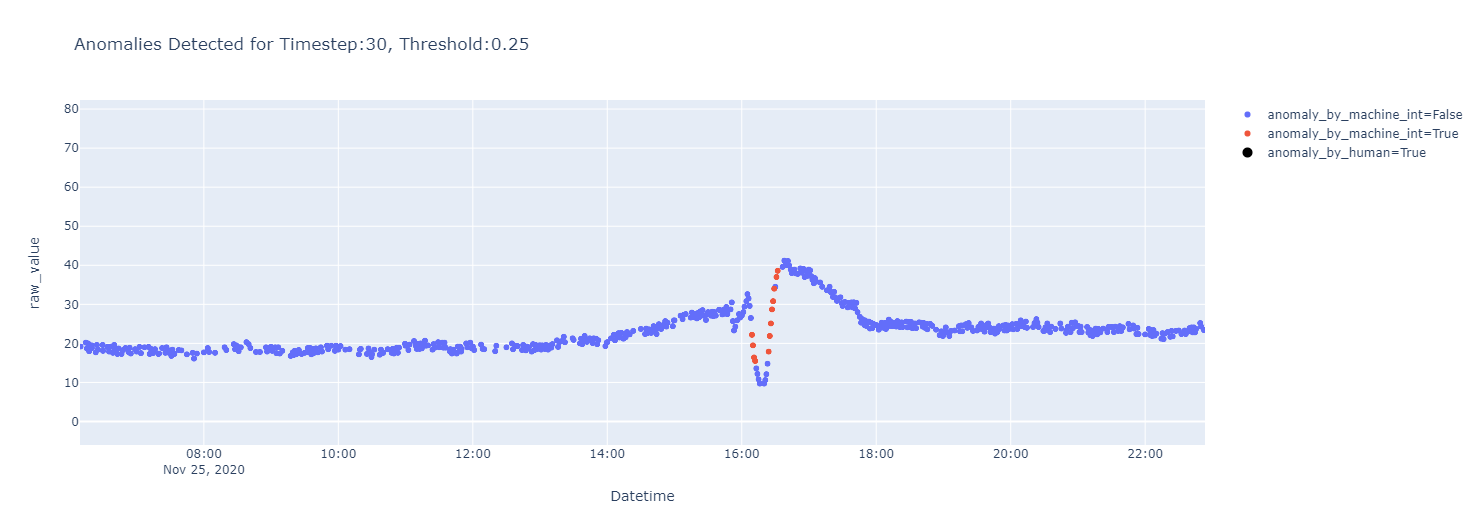 Anomalies Detected for Timestep:30, Threshold:0.25
anomaly_by_machine_int=False
anomaly_by_machine_int=True
anomaly_by_human=True
raw_value
80
70
60
50
40
30
20
10
0
08:00 10:00 12:00 14:00 16:00 18:00 20:00 22:00
Nov 25, 2020
Datetime